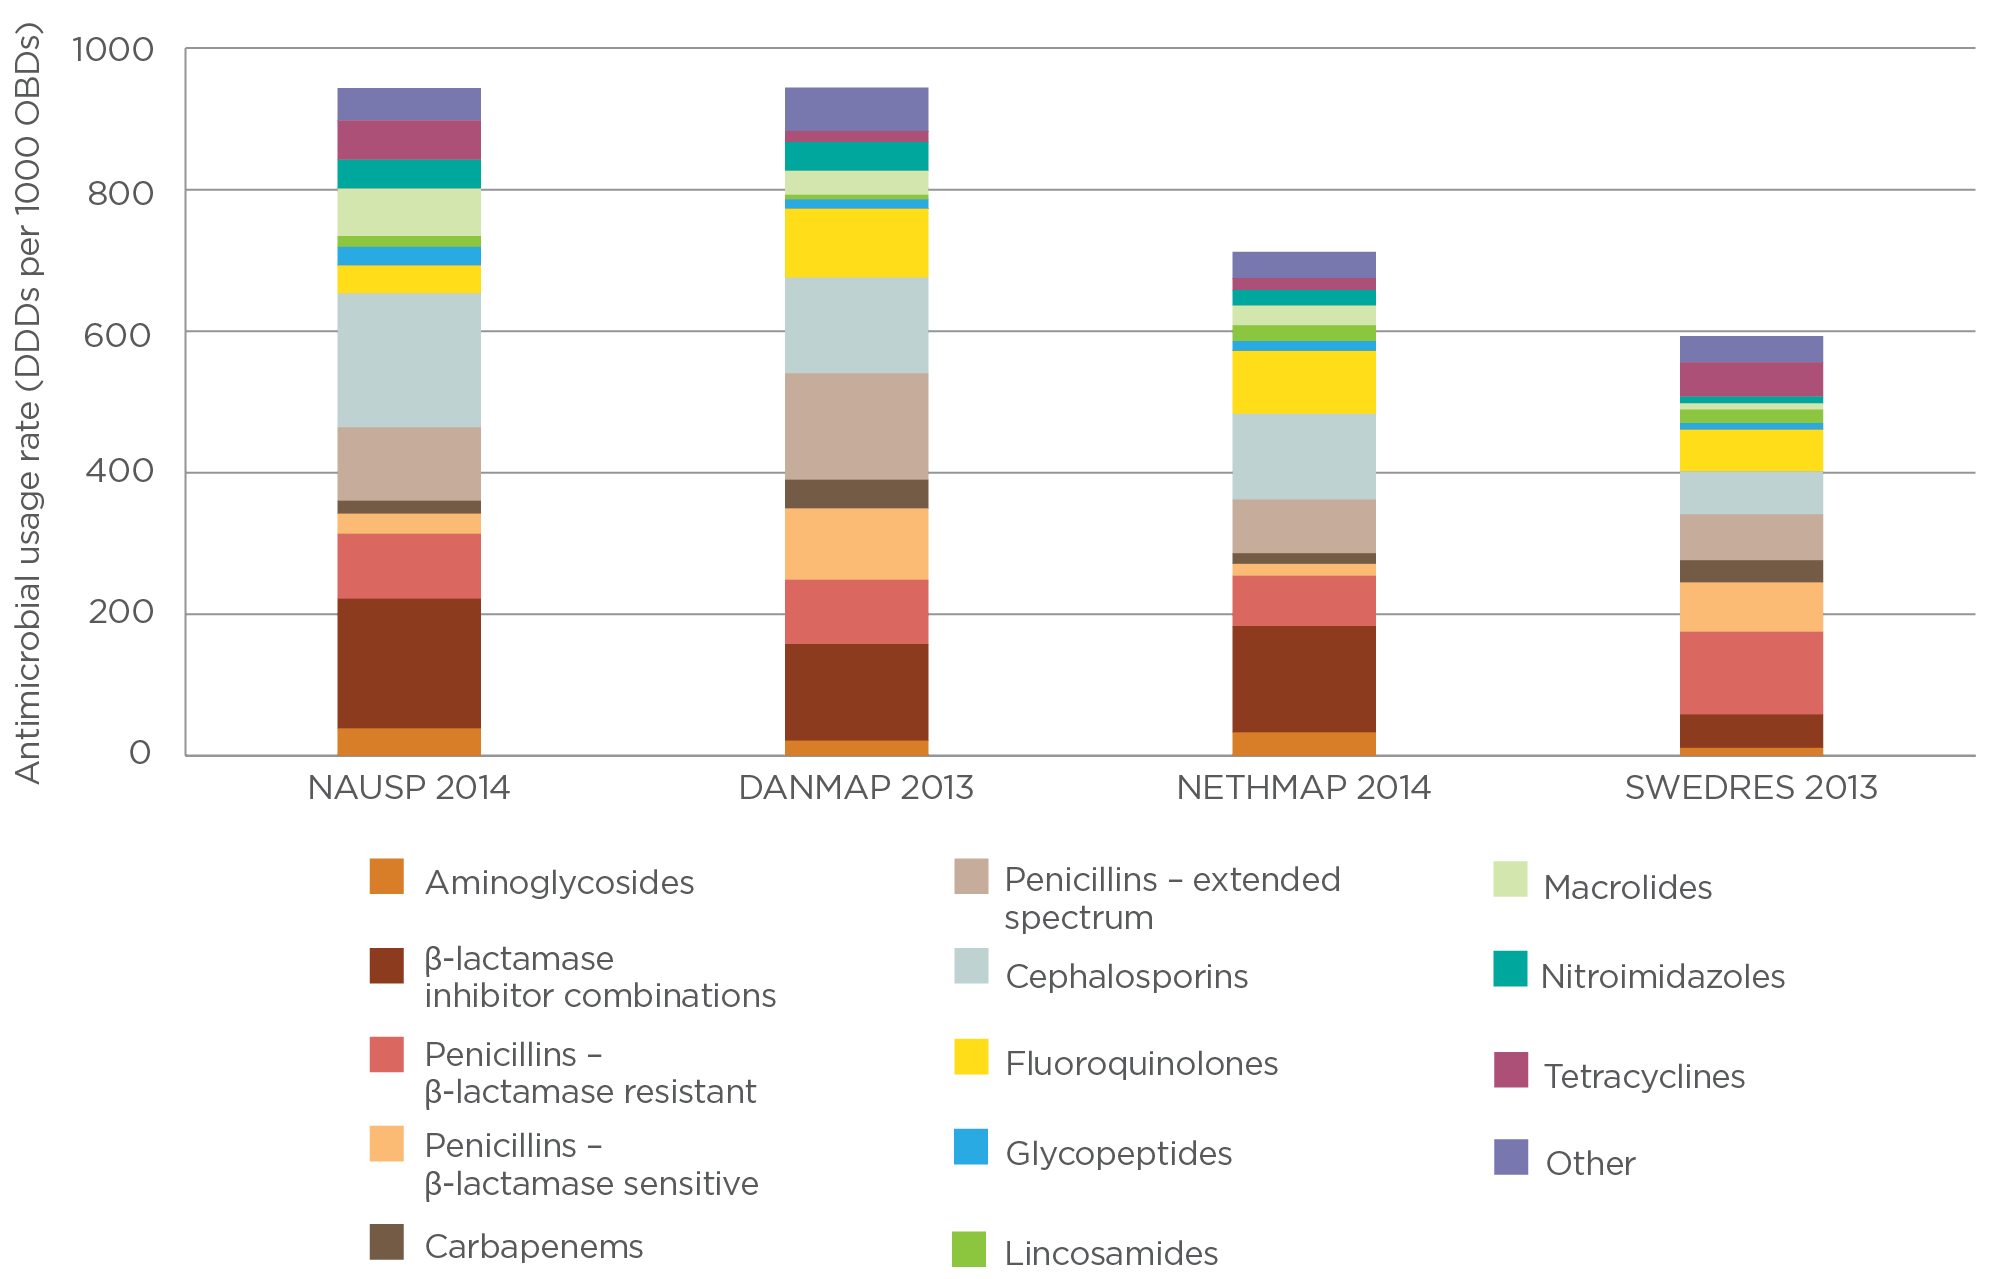 Antimicrobial usage rate (DDDs per 1000 OBDs)
1000
800
600
400
200
0
NAUSP 2014
DANMAP 2013
NETHMAP 2014
SWEDRES 2013
Aminoglycosides
β-lactamase
inhibitor combinations
Penicillins –
β-lactamase resistant
Penicillins –
β-lactamase sensitive
Carbapenems
Penicillins – extended
spectrum
Cephalosporins
Fluoroquinolones
Glycopeptides
Lincosamides
Macrolides
Nitroimidazoles
Tetracyclines
Other